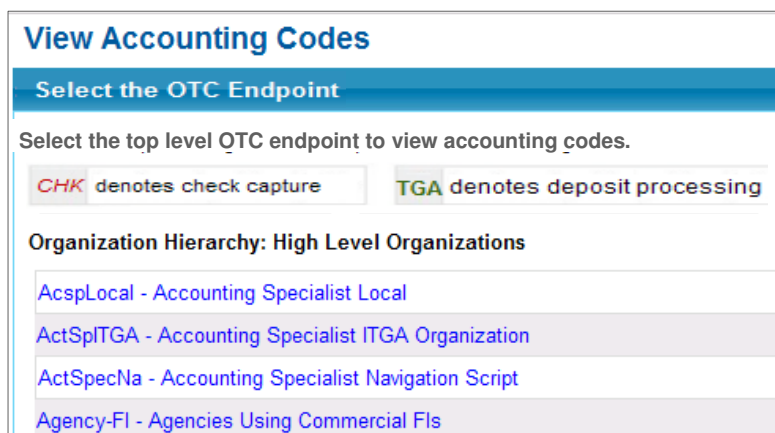 View Accounting Codes
Select the OTC Endpoint
Select the top level OTC endpoint to view accounting codes.
CHK denotes check capture TGA denotes deposit processing
Organization Hierarchy: High Level Organizations
AcspLocal - Accounting Specialist Local
ActSpITGA - Accounting Specialist ITGA Organization
ActSpecNa - Accounting Specialist Navigation Script
Agency-FI - Agencies Using Commercial FIs